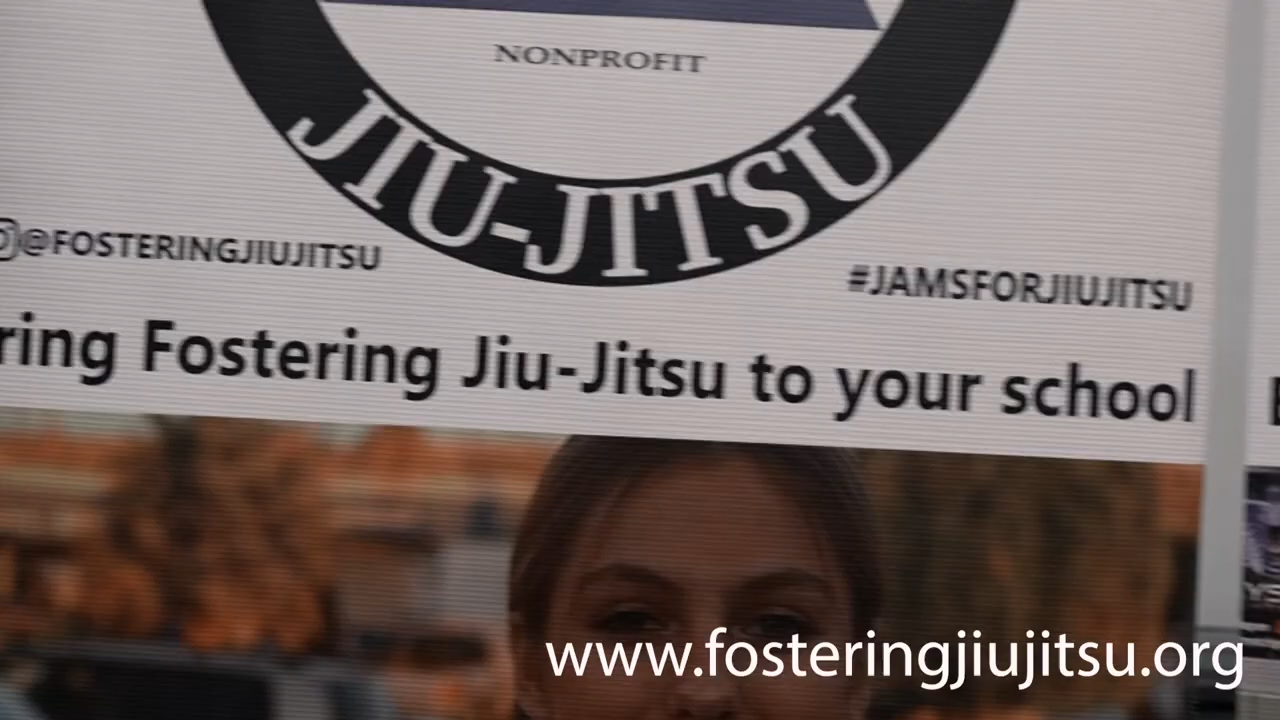 NONPROFIT
JIU-JITSU
@FOSTERINGJIUJITSU
#JAMSFORJIUJITSU
ring Fostering Jiu-Jitsu to your school
www.fosteringjiujitsu.org